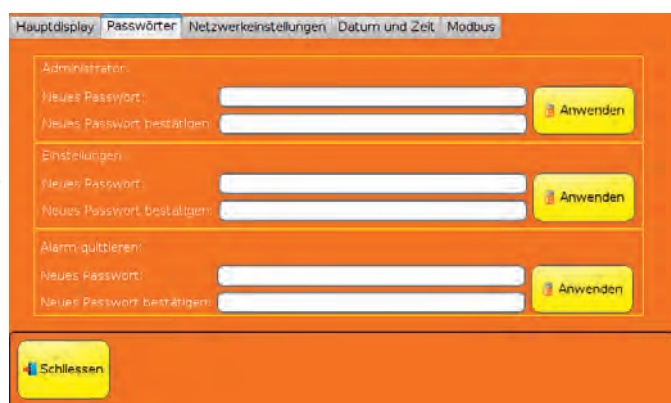 Hauptdisplay Passwörter Netzwerkeinstellungen Datum und Zeit Modbus
Administrator:
Neues Passwort:
Neues Passwort bestätigen:
Anwenden
Einstellungen:
Neues Passwort:
Neues Passwort bestätigen:
Anwenden
Alarm quittieren:
Neues Passwort:
Neues Passwort bestätigen:
Anwenden
Schliessen